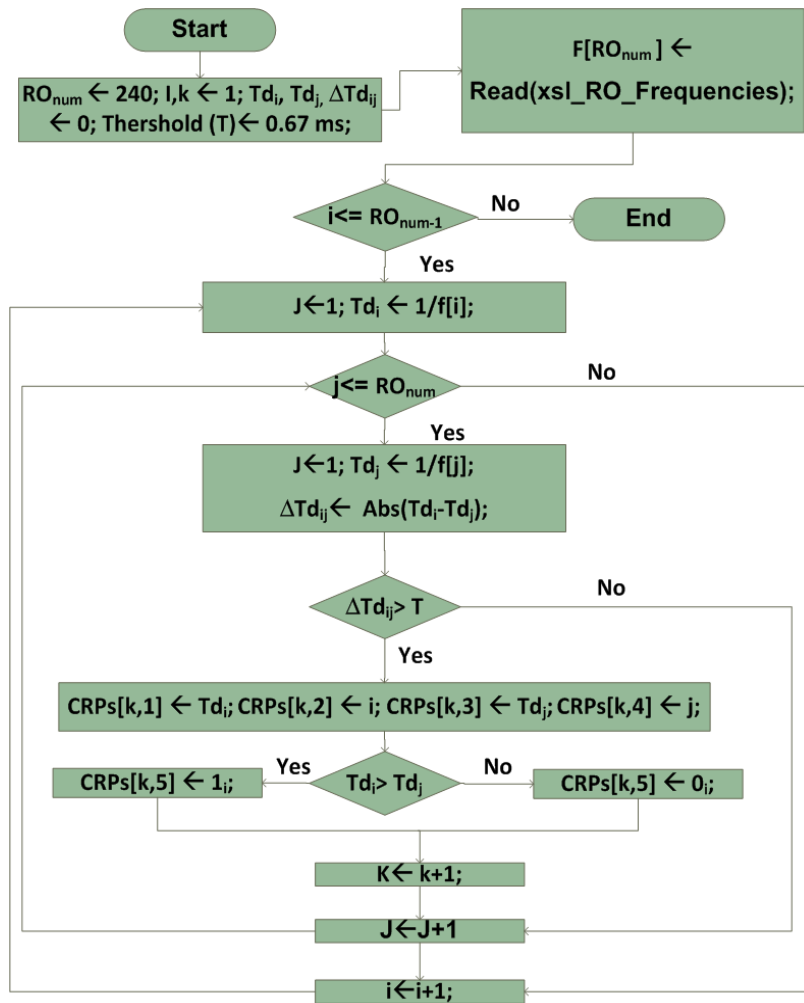 Start
ROnum ← 240; I,k ← 1; Tdi, Tdj, ΔTdij
← 0; Thershold (T)← 0.67 ms;
F[ROnum] ←
Read(xsl_RO_Frequencies);
i<= ROnum-1
No
End
Yes
J←1; Tdi ← 1/f[i];
j<= ROnum
No
Yes
J←1; Tdj ← 1/f[j];
ΔTdij← Abs(Tdi-Tdj);
ΔTdij> T
No
Yes
CRPs[k,1] ← Tdi; CRPs[k,2] ← i; CRPs[k,3] ← Tdj; CRPs[k,4] ← j;
Yes
Tdi> Tdj
No
CRPs[k,5] ← 1i;
CRPs[k,5] ← 0i;
K← k+1;
J←J+1
i←i+1;